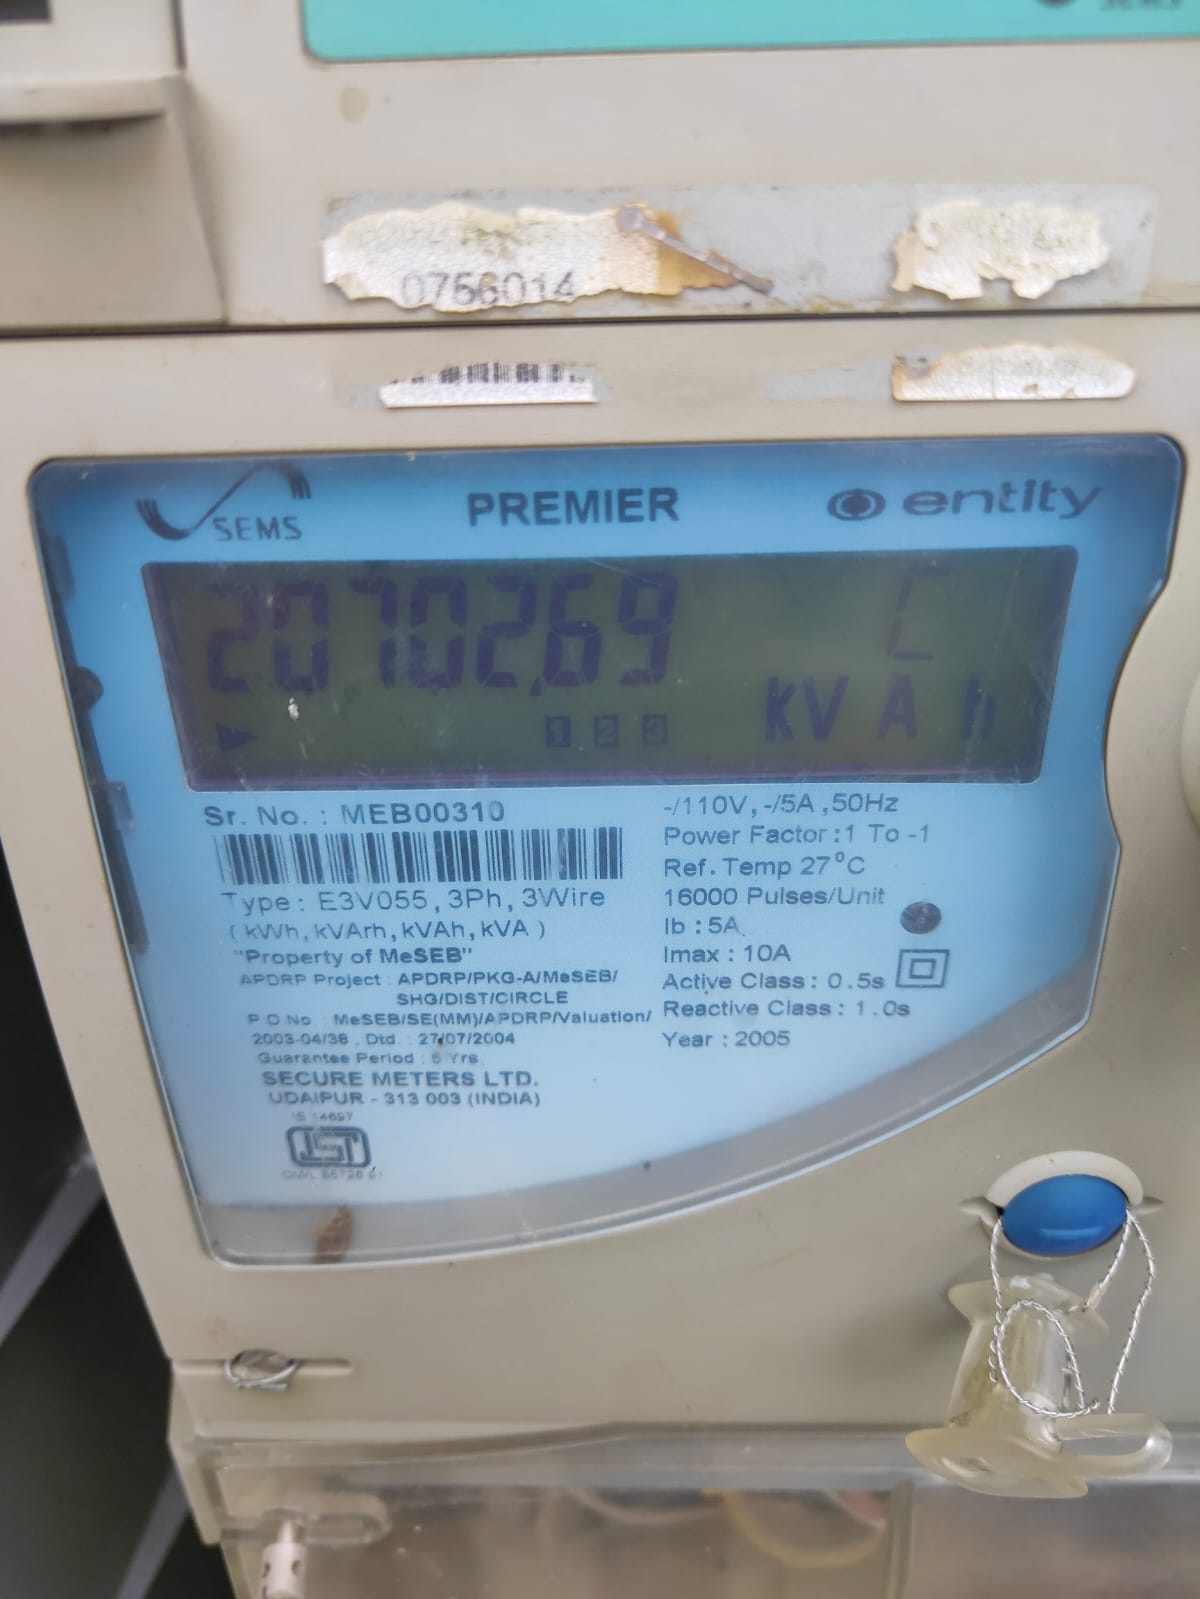 0756014
SEMS
PREMIER
entity
20702.69 C
1 2 3 KV A h
Sr. No. : MEB00310
Type : E3V055, 3Ph, 3Wire
( kWh, kVArh, kVAh, kVA )
"Property of MeSEB"
APDRP Project : APDRP/PKG-A/MeSEB/
SHG/DIST/CIRCLE
P.O No. : MeSEB/SE(MM)/APDRP/Valuation/
2003-04/38 , Dtd. : 27/07/2004
Guarantee Period : 5 Yrs.
SECURE METERS LTD.
UDAIPUR - 313 003 (INDIA)
IS 14697
-/110V, -/5A ,50Hz
Power Factor :1 To -1
Ref. Temp 27°C
16000 Pulses/Unit
Ib : 5A.
Imax : 10A
Active Class : 0.5s
Reactive Class : 1.0s
Year : 2005